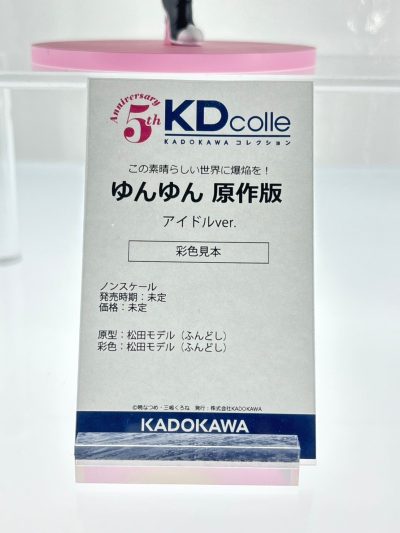 Anniversary
5th
KDcolle
KADOKAWA コレクション
この素晴らしい世界に爆焔を！
ゆんゆん 原作版
アイドルver.
彩色見本
ノンスケール
発売時期：未定
価格：未定
原型：松田モデル（ふんどし）
彩色：松田モデル（ふんどし）
©暁なつめ・三嶋くろね　発行：株式会社KADOKAWA
KADOKAWA